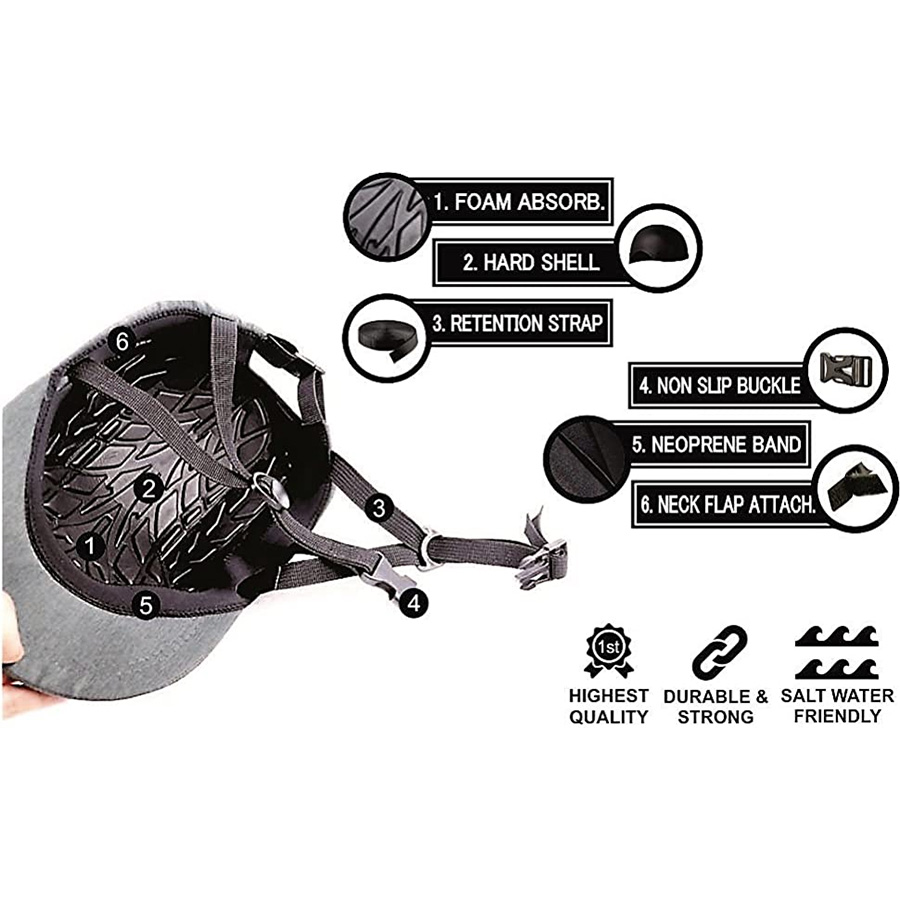 1. FOAM ABSORB.
2. HARD SHELL
3. RETENTION STRAP
4. NON SLIP BUCKLE
5. NEOPRENE BAND
6. NECK FLAP ATTACH.
6
2
3
1
5
4
1st
HIGHEST
QUALITY
DURABLE &
STRONG
SALT WATER
FRIENDLY